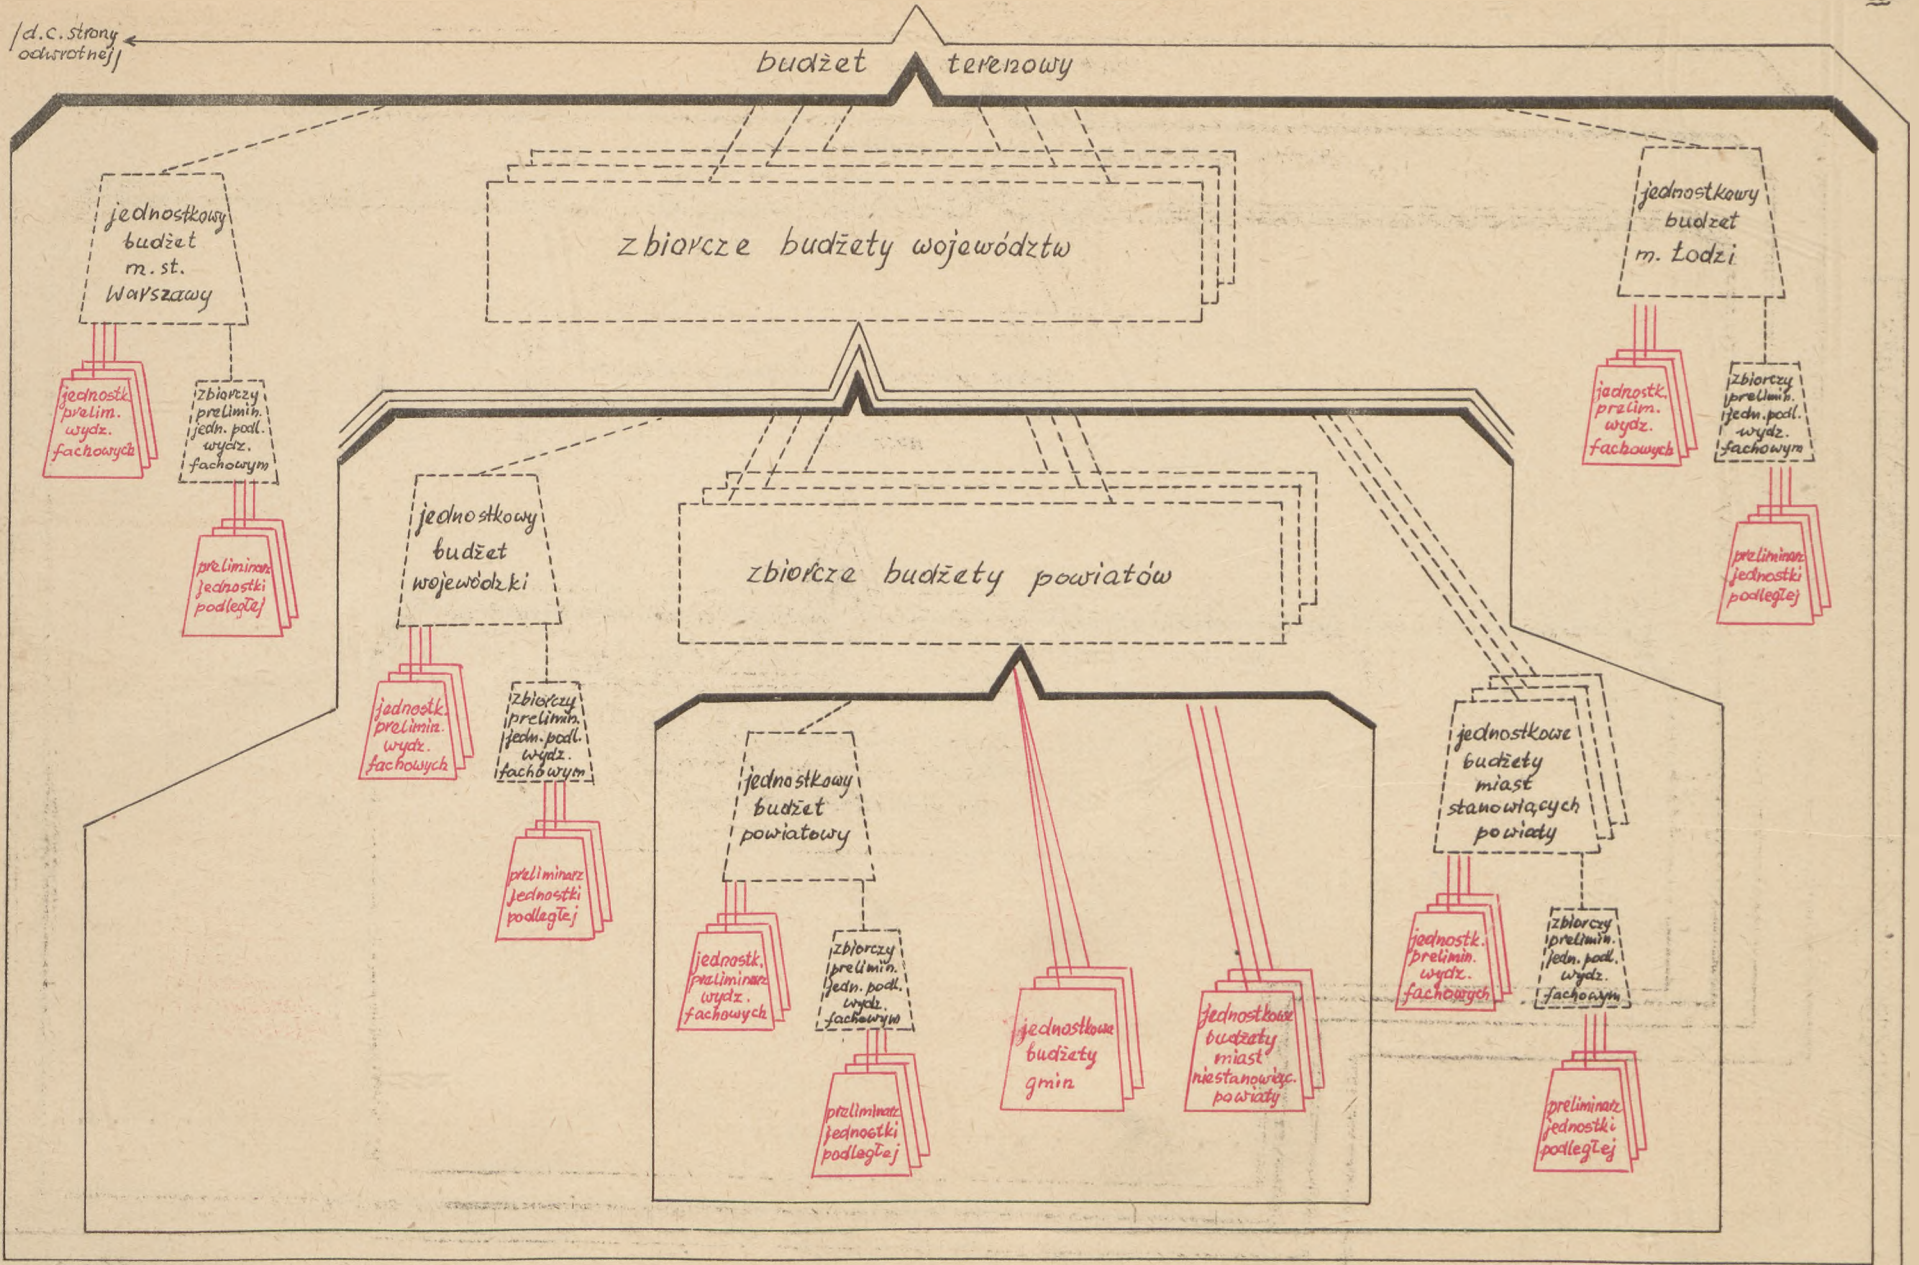 /d.c. strony
odwrotnej/
budżet terenowy
jednostkowy
budżet
m. st.
Warszawy
zbiorcze budżety województw
jednostkowy
budżet
m. Łodzi
jednostk.
prelim.
wydz.
fachowych
zbiorczy
prelimin.
jedn. podl.
wydz.
fachowym
preliminarz
jednostki
podległej
jednostk.
prelim.
wydz.
fachowych
zbiorczy
prelimin.
jedn. podl.
wydz.
fachowym
preliminarz
jednostki
podległej
jednostkowy
budżet
wojewódzki
zbiorcze budżety powiatów
jednostk.
prelimin.
wydz.
fachowych
zbiorczy
prelimin.
jedn. podl.
wydz.
fachowym
preliminarz
jednostki
podległej
jednostkowy
budżet
powiatowy
jednostkowe
budżety
miast
stanowiących
powiaty
jednostk.
preliminarz
wydz.
fachowych
zbiorczy
prelimin.
jedn. podl.
wydz.
fachowym
preliminarz
jednostki
podległej
jednostkowe
budżety
gmin
jednostkowe
budżety
miast
niestanowiąc.
powiaty
jednostk.
prelimin.
wydz.
fachowych
zbiorczy
prelimin.
jedn. podl.
wydz.
fachowym
preliminarz
jednostki
podległej